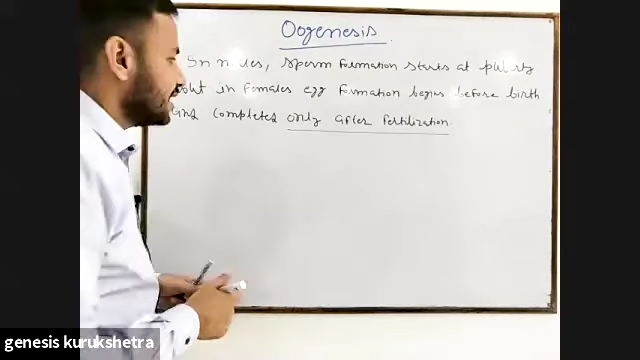 Oogenesis
In males, sperm formation starts at puberty
but in females egg formation begins before birth
and completes only after fertilization.
genesis kurukshetra